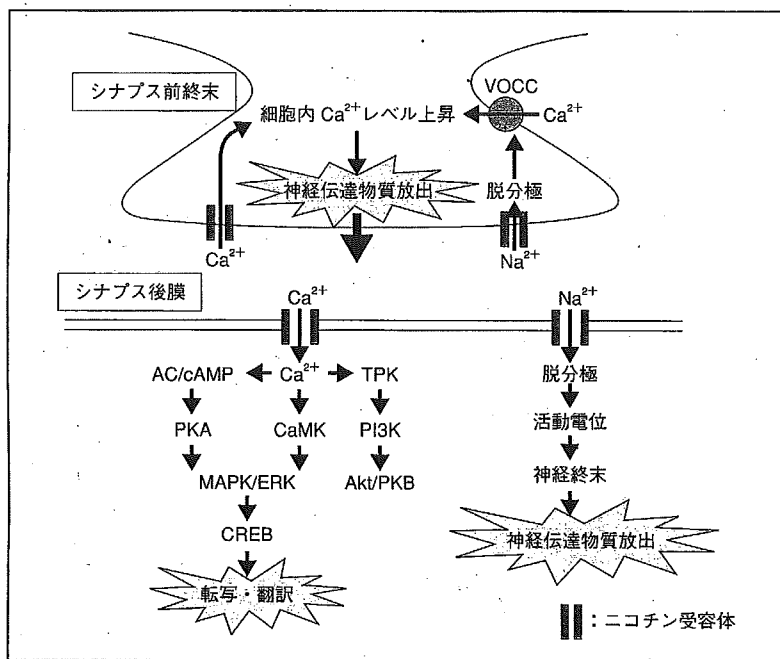 シナプス前終末
VOCC
細胞内 Ca²⁺レベル上昇
Ca²⁺
神経伝達物質放出
脱分極
Ca²⁺
Na²⁺
シナプス後膜
Ca²⁺
Na²⁺
AC/cAMP
Ca²⁺
TPK
脱分極
PKA
CaMK
PI3K
活動電位
MAPK/ERK
Akt/PKB
神経終末
CREB
神経伝達物質放出
転写・翻訳
:ニコチン受容体